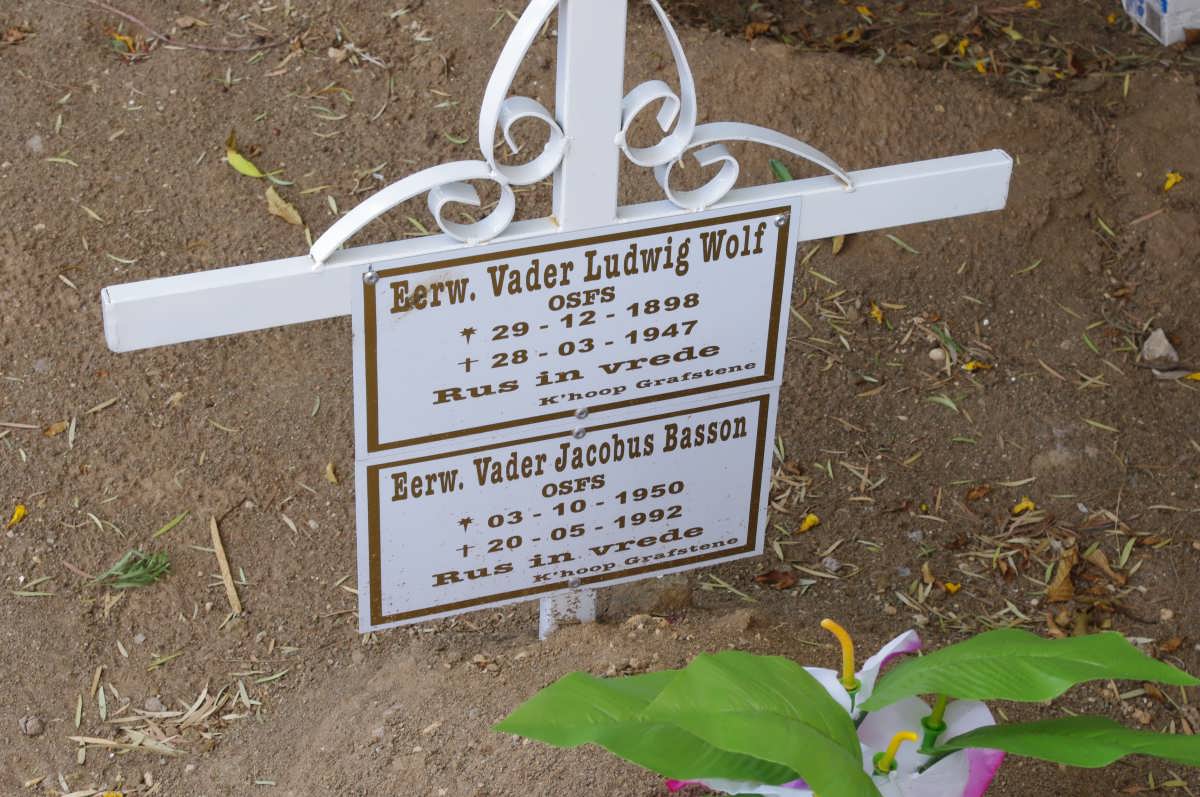 Eerw. Vader Ludwig Wolf
OSFS
* 29 - 12 - 1898
† 28 - 03 - 1947
Rus in vrede
K'hoop Grafstene
Eerw. Vader Jacobus Basson
OSFS
* 03 - 10 - 1950
† 20 - 05 - 1992
Rus in vrede
K'hoop Grafstene